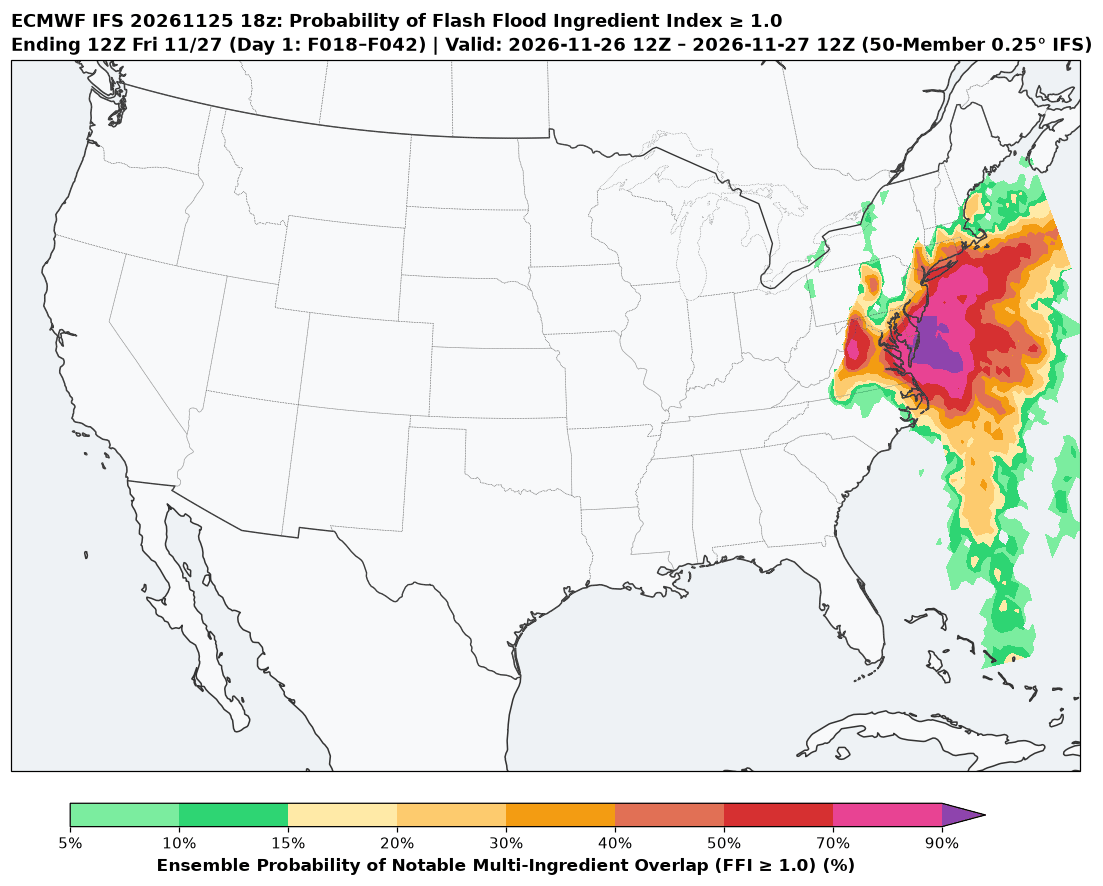 ECMWF IFS 20261125 18z: Probability of Flash Flood Ingredient Index ≥ 1.0
Ending 12Z Fri 11/27 (Day 1: F018–F042) | Valid: 2026-11-26 12Z – 2026-11-27 12Z (50-Member 0.25° IFS)
5% 10% 15% 20% 30% 40% 50% 70% 90%
Ensemble Probability of Notable Multi-Ingredient Overlap (FFI ≥ 1.0) (%)